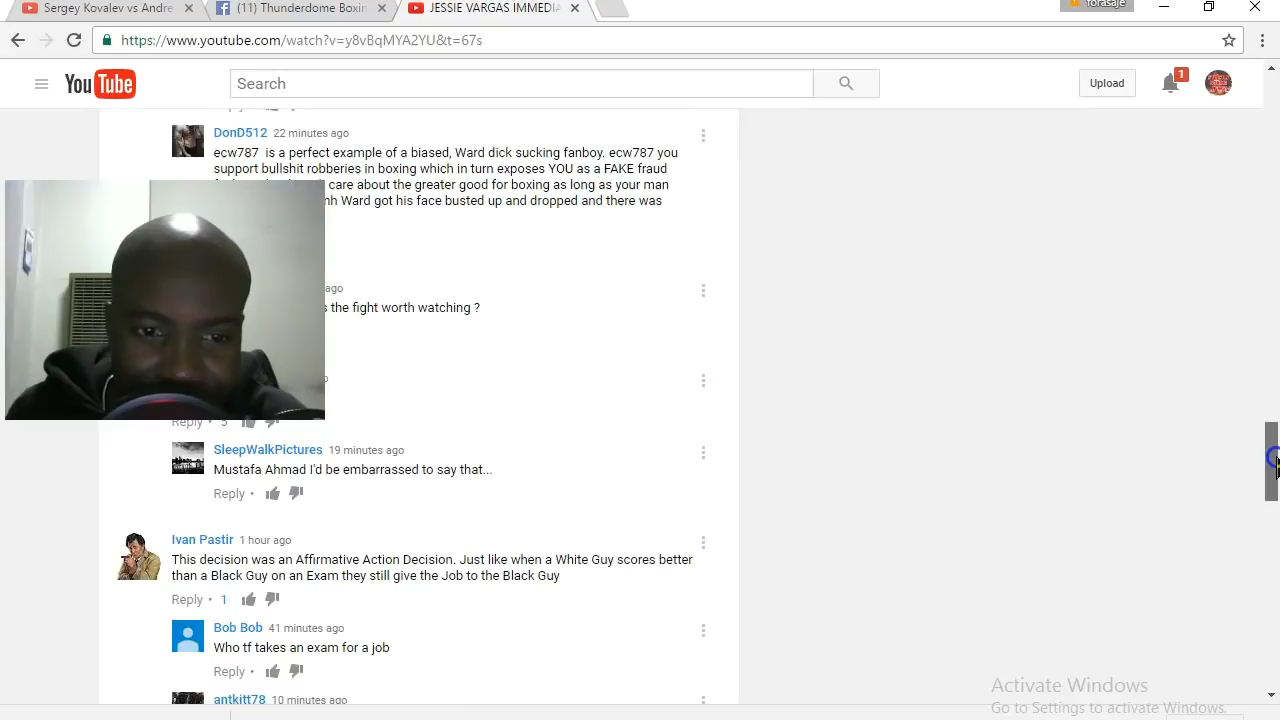 Sergey Kovalev vs Andre
(11) Thunderdome Boxin
JESSIE VARGAS IMMEDIA
forasaje
https://www.youtube.com/watch?v=y8vBqMYA2YU&t=67s
YouTube
Search
Upload
1
DonD512 22 minutes ago
ecw787 is a perfect example of a biased, Ward dick sucking fanboy. ecw787 you
support bullshit robberies in boxing which in turn exposes YOU as a FAKE fraud
care about the greater good for boxing as long as your man
Ward got his face busted up and dropped and there was
ago
the fight worth watching ?
Reply • 5
SleepWalkPictures 19 minutes ago
Mustafa Ahmad I'd be embarrassed to say that...
Reply •
Ivan Pastir 1 hour ago
This decision was an Affirmative Action Decision. Just like when a White Guy scores better
than a Black Guy on an Exam they still give the Job to the Black Guy
Reply • 1
Bob Bob 41 minutes ago
Who tf takes an exam for a job
Reply •
antkitt78 10 minutes ago
Activate Windows
Go to Settings to activate Windows.